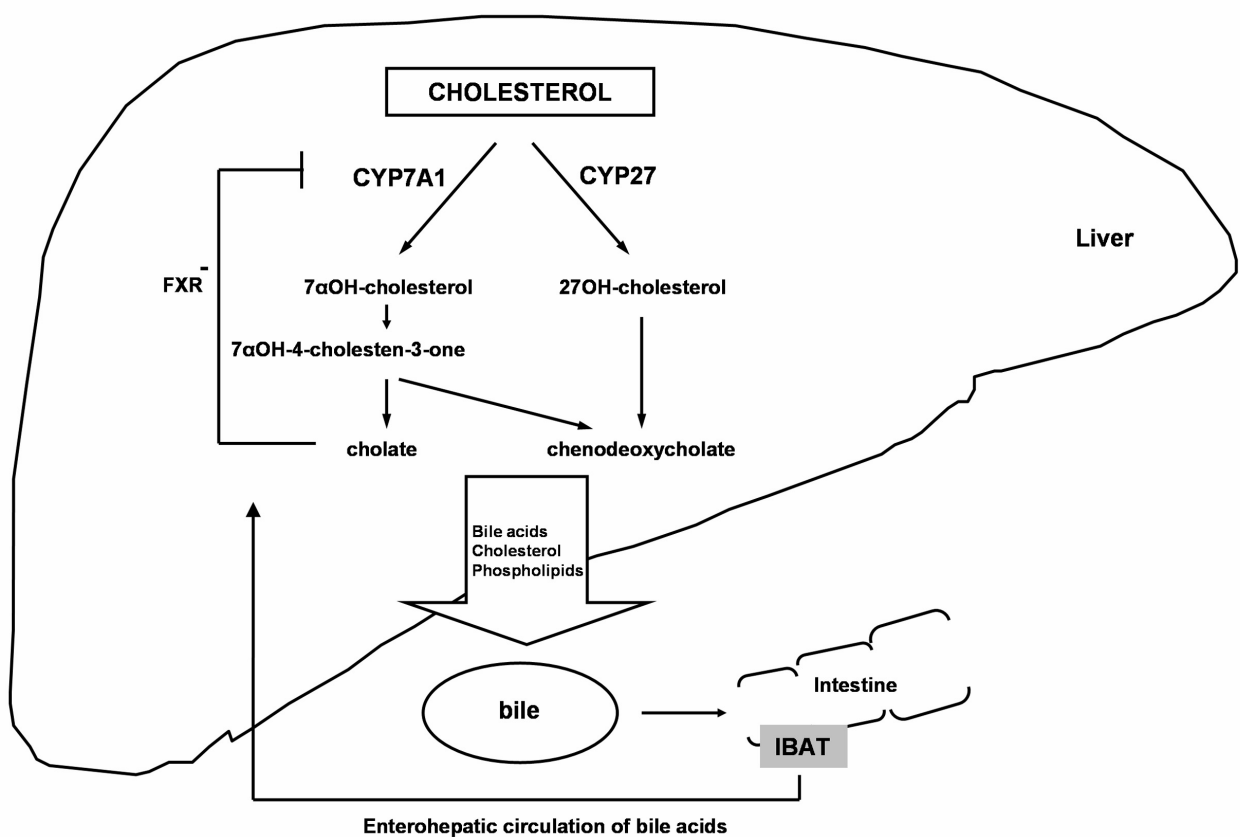 CHOLESTEROL
CYP7A1
CYP27
Liver
FXR-
7αOH-cholesterol
27OH-cholesterol
7αOH-4-cholesten-3-one
cholate
chenodeoxycholate
Bile acids
Cholesterol
Phospholipids
bile
Intestine
IBAT
Enterohepatic circulation of bile acids